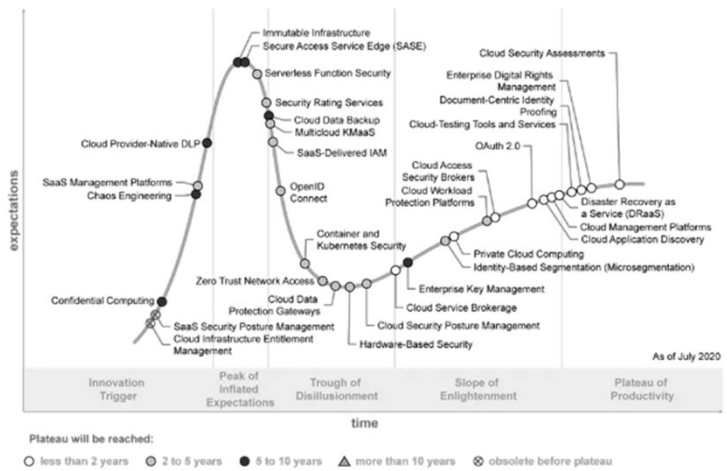 Immutable Infrastructure
Secure Access Service Edge (SASE)
Serverless Function Security
Security Rating Services
Cloud Data Backup
Multicloud KMaaS
SaaS-Delivered IAM
Cloud Provider-Native DLP
SaaS Management Platforms
Chaos Engineering
OpenID
Connect
Container and
Kubernetes Security
Zero Trust Network Access
Cloud Data
Protection Gateways
Confidential Computing
SaaS Security Posture Management
Cloud Infrastructure Entitlement
Management
Hardware-Based Security
Cloud Security Posture Management
Cloud Service Brokerage
Enterprise Key Management
Identity-Based Segmentation (Microsegmentation)
Private Cloud Computing
Cloud Workload
Protection Platforms
Cloud Access
Security Brokers
OAuth 2.0
Cloud-Testing Tools and Services
Document-Centric Identity
Proofing
Enterprise Digital Rights
Management
Cloud Security Assessments
Disaster Recovery as
a Service (DRaaS)
Cloud Management Platforms
Cloud Application Discovery
expectations
As of July 2020
Innovation
Trigger
Peak of
Inflated
Expectations
Trough of
Disillusionment
Slope of
Enlightenment
Plateau of
Productivity
time
Plateau will be reached:
less than 2 years
2 to 5 years
5 to 10 years
more than 10 years
obsolete before plateau